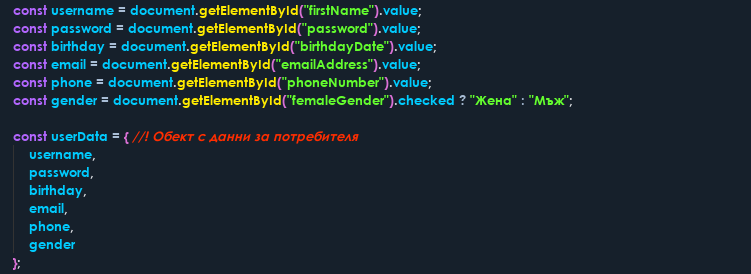 const username = document.getElementById("firstName").value;
const password = document.getElementById("password").value;
const birthday = document.getElementById("birthdayDate").value;
const email = document.getElementById("emailAddress").value;
const phone = document.getElementById("phoneNumber").value;
const gender = document.getElementById("femaleGender").checked ? "Жена" : "Мъж";
const userData = { //! Обект с данни за потребителя
username,
password,
birthday,
email,
phone,
gender
};